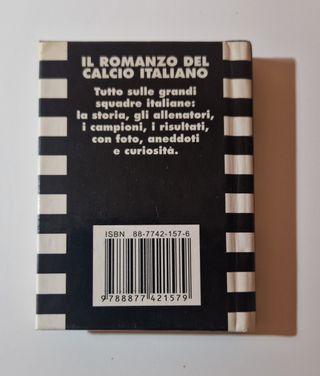 IL ROMANZO DEL
CALCIO ITALIANO
Tutto sulle grandi
squadre italiane:
la storia, gli allenatori,
i campioni, i risultati,
con foto, aneddoti
e curiosità.
ISBN 88-7742-157-6
9 788877 421579